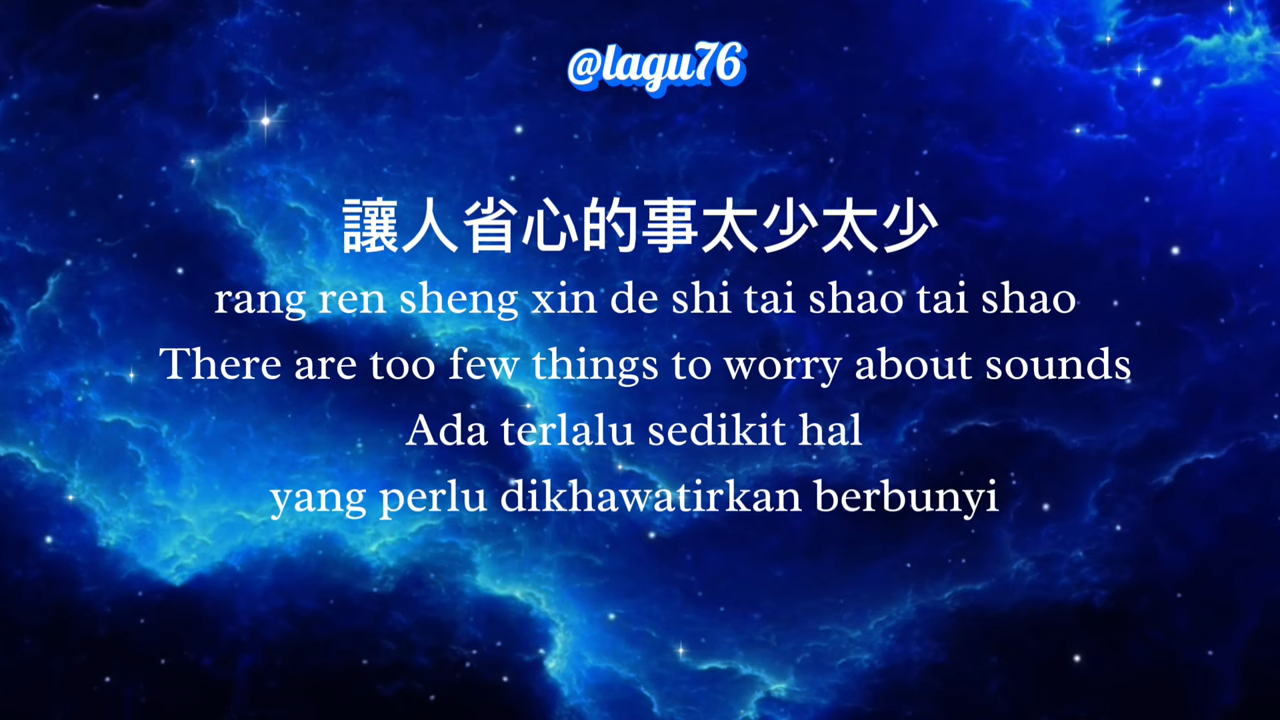 @lagu76
讓人省心的事太少太少
rang ren sheng xin de shi tai shao tai shao
There are too few things to worry about sounds
Ada terlalu sedikit hal
yang perlu dikhawatirkan berbunyi